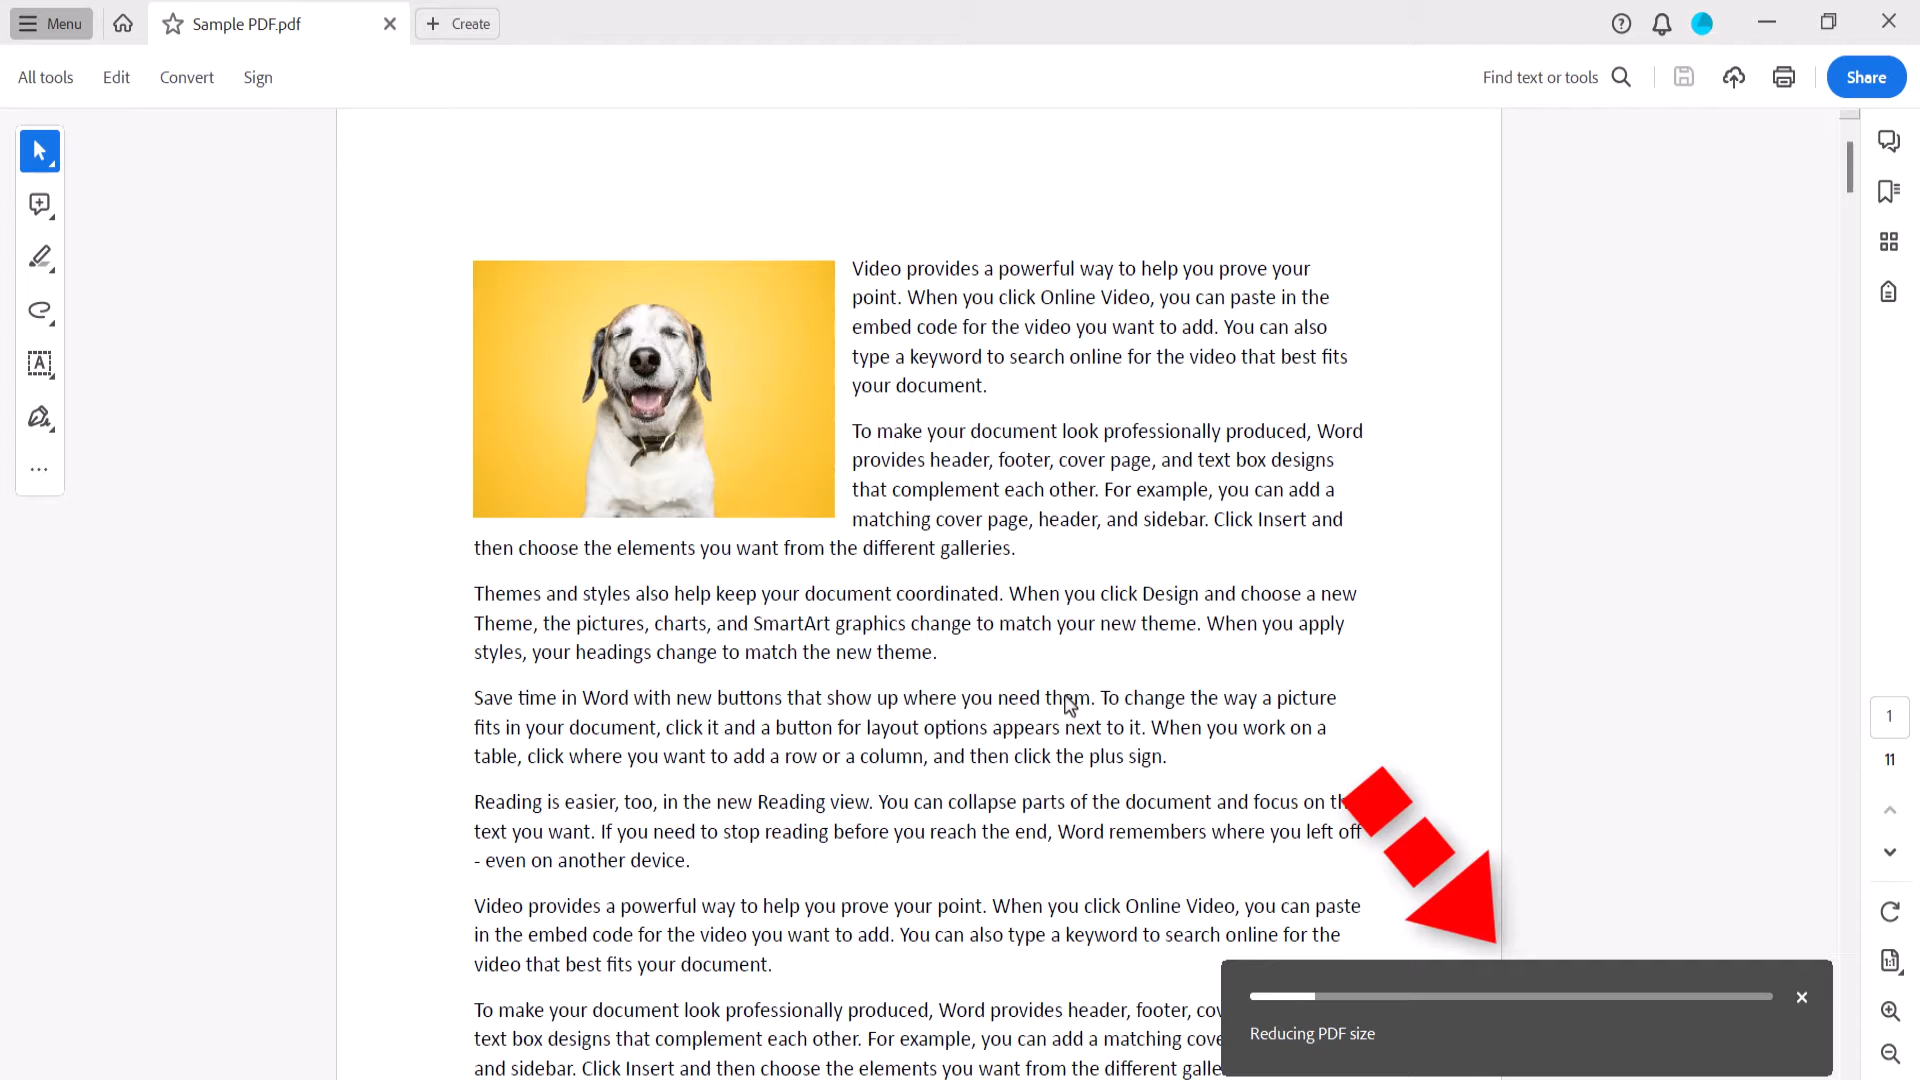 Menu
Sample PDF.pdf
Create
All tools
Edit
Convert
Sign
Find text or tools
Share
Video provides a powerful way to help you prove your
point. When you click Online Video, you can paste in the
embed code for the video you want to add. You can also
type a keyword to search online for the video that best fits
your document.
To make your document look professionally produced, Word
provides header, footer, cover page, and text box designs
that complement each other. For example, you can add a
matching cover page, header, and sidebar. Click Insert and
then choose the elements you want from the different galleries.
Themes and styles also help keep your document coordinated. When you click Design and choose a new
Theme, the pictures, charts, and SmartArt graphics change to match your new theme. When you apply
styles, your headings change to match the new theme.
Save time in Word with new buttons that show up where you need them. To change the way a picture
fits in your document, click it and a button for layout options appears next to it. When you work on a
table, click where you want to add a row or a column, and then click the plus sign.
Reading is easier, too, in the new Reading view. You can collapse parts of the document and focus on the
text you want. If you need to stop reading before you reach the end, Word remembers where you left off
- even on another device.
Video provides a powerful way to help you prove your point. When you click Online Video, you can paste
in the embed code for the video you want to add. You can also type a keyword to search online for the
video that best fits your document.
To make your document look professionally produced, Word provides header, footer,
text box designs that complement each other. For example, you can add a matching
and sidebar. Click Insert and then choose the elements you want from the different
1
11
1:1
Reducing PDF size